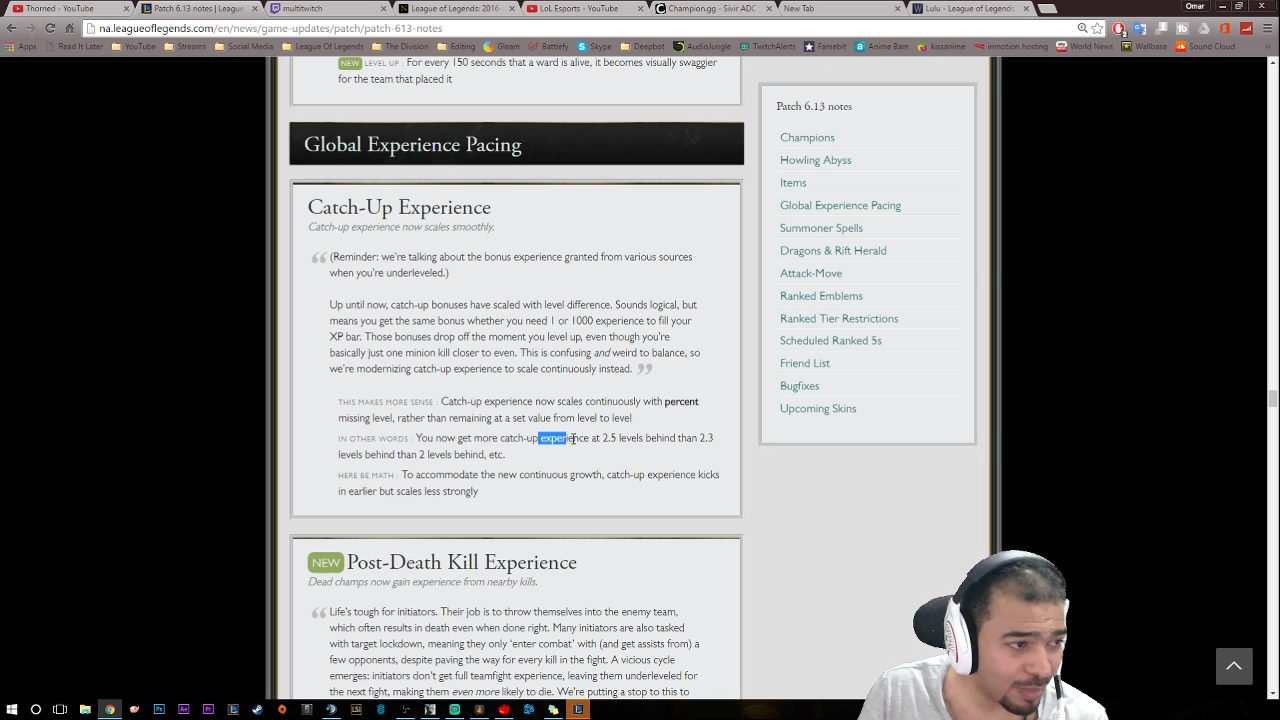 Thorned - YouTube
Patch 6.13 notes | League
multitwitch
League of Legends: 2016
LoL Esports - YouTube
Champion.gg - Sivir ADC
New Tab
Lulu - League of Legends
Omar
na.leagueoflegends.com/en/news/game-updates/patch/patch-613-notes
Apps
Read It Later
YouTube
Streams
Social Media
League Of Legends
The Division
Editing
Gleam
Battlefy
Skype
Deepbot
AudioJungle
TwitchAlerts
Famebit
Anime Bam
kissanime
inmotion hosting
World News
Wallbase
Sound Cloud
NEW LEVEL UP : For every 150 seconds that a ward is alive, it becomes visually swaggier
for the team that placed it
Global Experience Pacing
Catch-Up Experience
Catch-up experience now scales smoothly.
(Reminder: we're talking about the bonus experience granted from various sources
when you're underleveled.)
Up until now, catch-up bonuses have scaled with level difference. Sounds logical, but
means you get the same bonus whether you need 1 or 1000 experience to fill your
XP bar. Those bonuses drop off the moment you level up, even though you're
basically just one minion kill closer to even. This is confusing and weird to balance, so
we're modernizing catch-up experience to scale continuously instead.
THIS MAKES MORE SENSE : Catch-up experience now scales continuously with percent
missing level, rather than remaining at a set value from level to level
IN OTHER WORDS : You now get more catch-up experience at 2.5 levels behind than 2.3
levels behind than 2 levels behind, etc.
HERE BE MATH : To accommodate the new continuous growth, catch-up experience kicks
in earlier but scales less strongly
NEW Post-Death Kill Experience
Dead champs now gain experience from nearby kills.
Life's tough for initiators. Their job is to throw themselves into the enemy team,
which often results in death even when done right. Many initiators are also tasked
with target lockdown, meaning they only 'enter combat' with (and get assists from) a
few opponents, despite paving the way for every kill in the fight. A vicious cycle
emerges: initiators don't get full teamfight experience, leaving them underleveled in
the next fight, making them even more likely to die. We're putting a stop to this to
Patch 6.13 notes
Champions
Howling Abyss
Items
Global Experience Pacing
Summoner Spells
Dragons & Rift Herald
Attack-Move
Ranked Emblems
Ranked Tier Restrictions
Scheduled Ranked 5s
Friend List
Bugfixes
Upcoming Skins